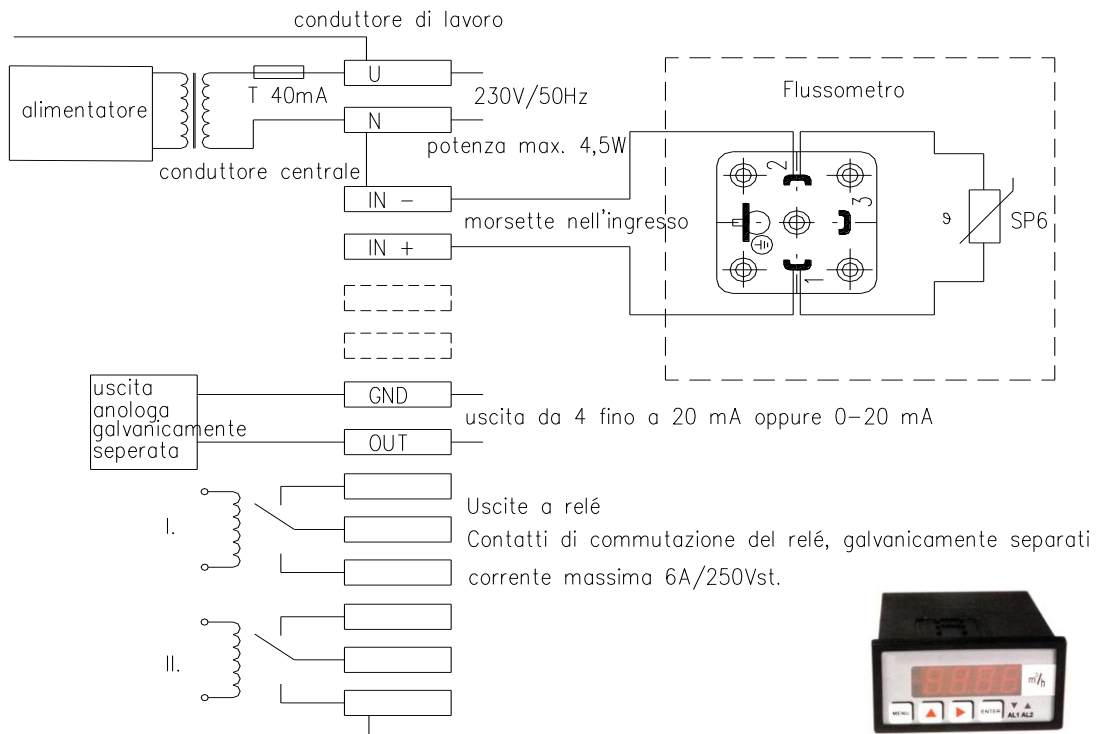 conduttore di lavoro
alimentatore
T 40mA
U
230V/50Hz
N
potenza max. 4,5W
conduttore centrale
IN -
morsette nell'ingresso
IN +
Flussometro
2
3
1
ϑ
SP6
uscita
anologa
galvanicamente
seperata
GND
uscita da 4 fino a 20 mA oppure 0-20 mA
OUT
I.
Uscite a relé
Contatti di commutazione del relé, galvanicamente separati
corrente massima 6A/250Vst.
II.
m³/h
MENU
ENTER
AL1 AL2